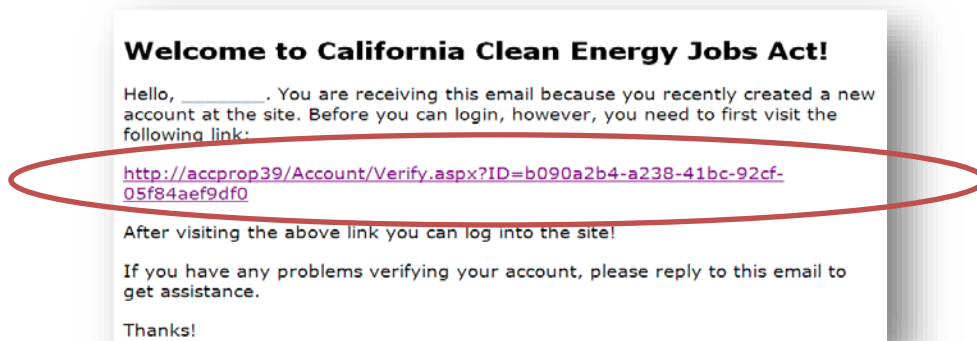 Welcome to California Clean Energy Jobs Act!
Hello, ________. You are receiving this email because you recently created a new
account at the site. Before you can login, however, you need to first visit the
following link:
http://accprop39/Account/Verify.aspx?ID=b090a2b4-a238-41bc-92cf-
05f84aef9df0
After visiting the above link you can log into the site!
If you have any problems verifying your account, please reply to this email to
get assistance.
Thanks!